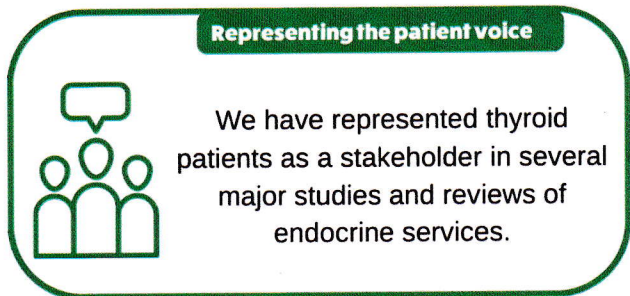 Representing the patient voice
We have represented thyroid
patients as a stakeholder in several
major studies and reviews of
endocrine services.